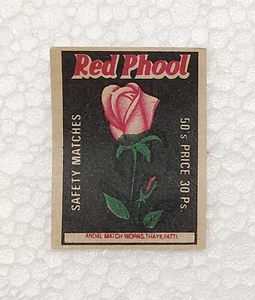 Red Phool
SAFETY MATCHES
50's PRICE 30 Ps
ANDAL MATCH WORKS, THAYILPATTI